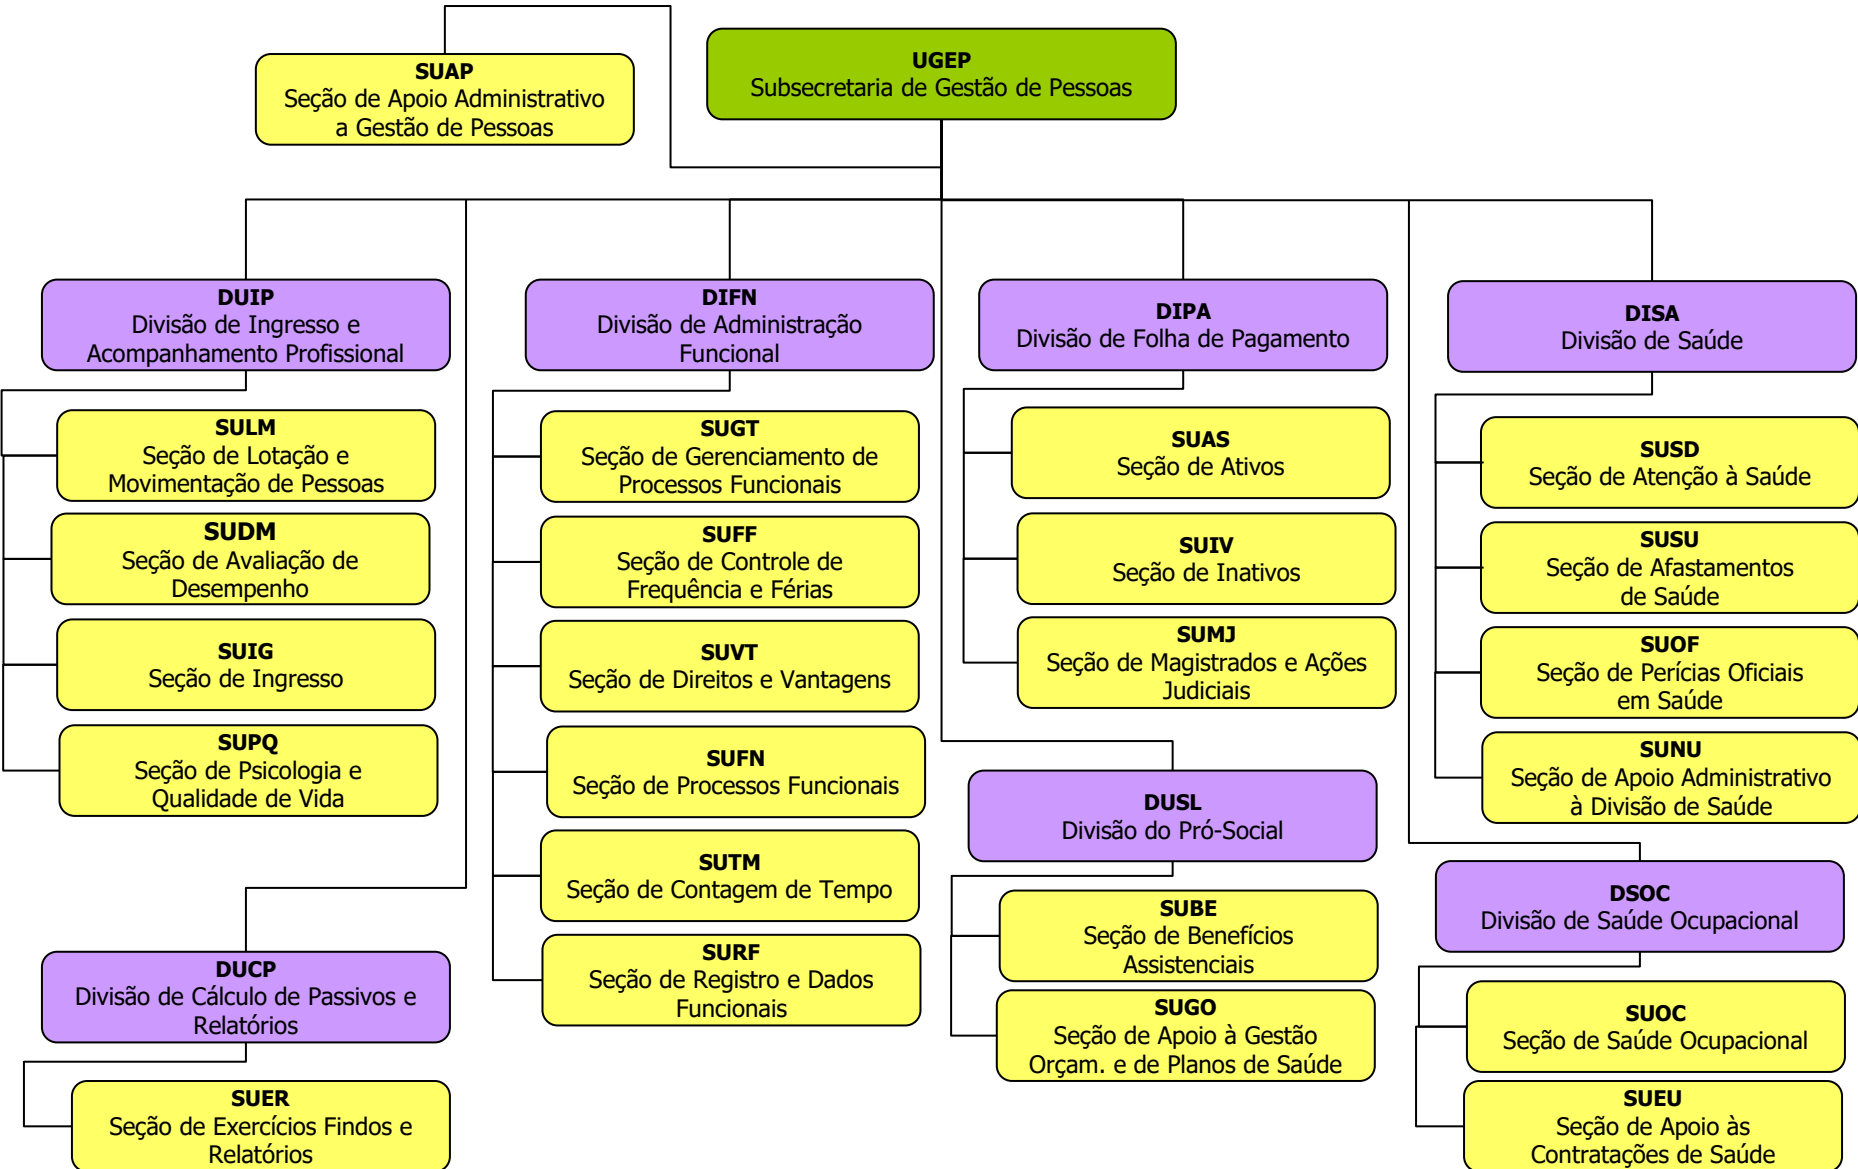 UGEP
Subsecretaria de Gestão de Pessoas
SUAP
Seção de Apoio Administrativo
a Gestão de Pessoas
DUIP
Divisão de Ingresso e
Acompanhamento Profissional
SULM
Seção de Lotação e
Movimentação de Pessoas
SUDM
Seção de Avaliação de
Desempenho
SUIG
Seção de Ingresso
SUPQ
Seção de Psicologia e
Qualidade de Vida
DUCP
Divisão de Cálculo de Passivos e
Relatórios
SUER
Seção de Exercícios Findos e
Relatórios
DIFN
Divisão de Administração
Funcional
SUGT
Seção de Gerenciamento de
Processos Funcionais
SUFF
Seção de Controle de
Frequência e Férias
SUVT
Seção de Direitos e Vantagens
SUFN
Seção de Processos Funcionais
SUTM
Seção de Contagem de Tempo
SURF
Seção de Registro e Dados
Funcionais
DIPA
Divisão de Folha de Pagamento
SUAS
Seção de Ativos
SUIV
Seção de Inativos
SUMJ
Seção de Magistrados e Ações
Judiciais
DUSL
Divisão do Pró-Social
SUBE
Seção de Benefícios
Assistenciais
SUGO
Seção de Apoio à Gestão
Orçam. e de Planos de Saúde
DISA
Divisão de Saúde
SUSD
Seção de Atenção à Saúde
SUSU
Seção de Afastamentos
de Saúde
SUOF
Seção de Perícias Oficiais
em Saúde
SUNU
Seção de Apoio Administrativo
à Divisão de Saúde
DSOC
Divisão de Saúde Ocupacional
SUOC
Seção de Saúde Ocupacional
SUEU
Seção de Apoio às
Contratações de Saúde